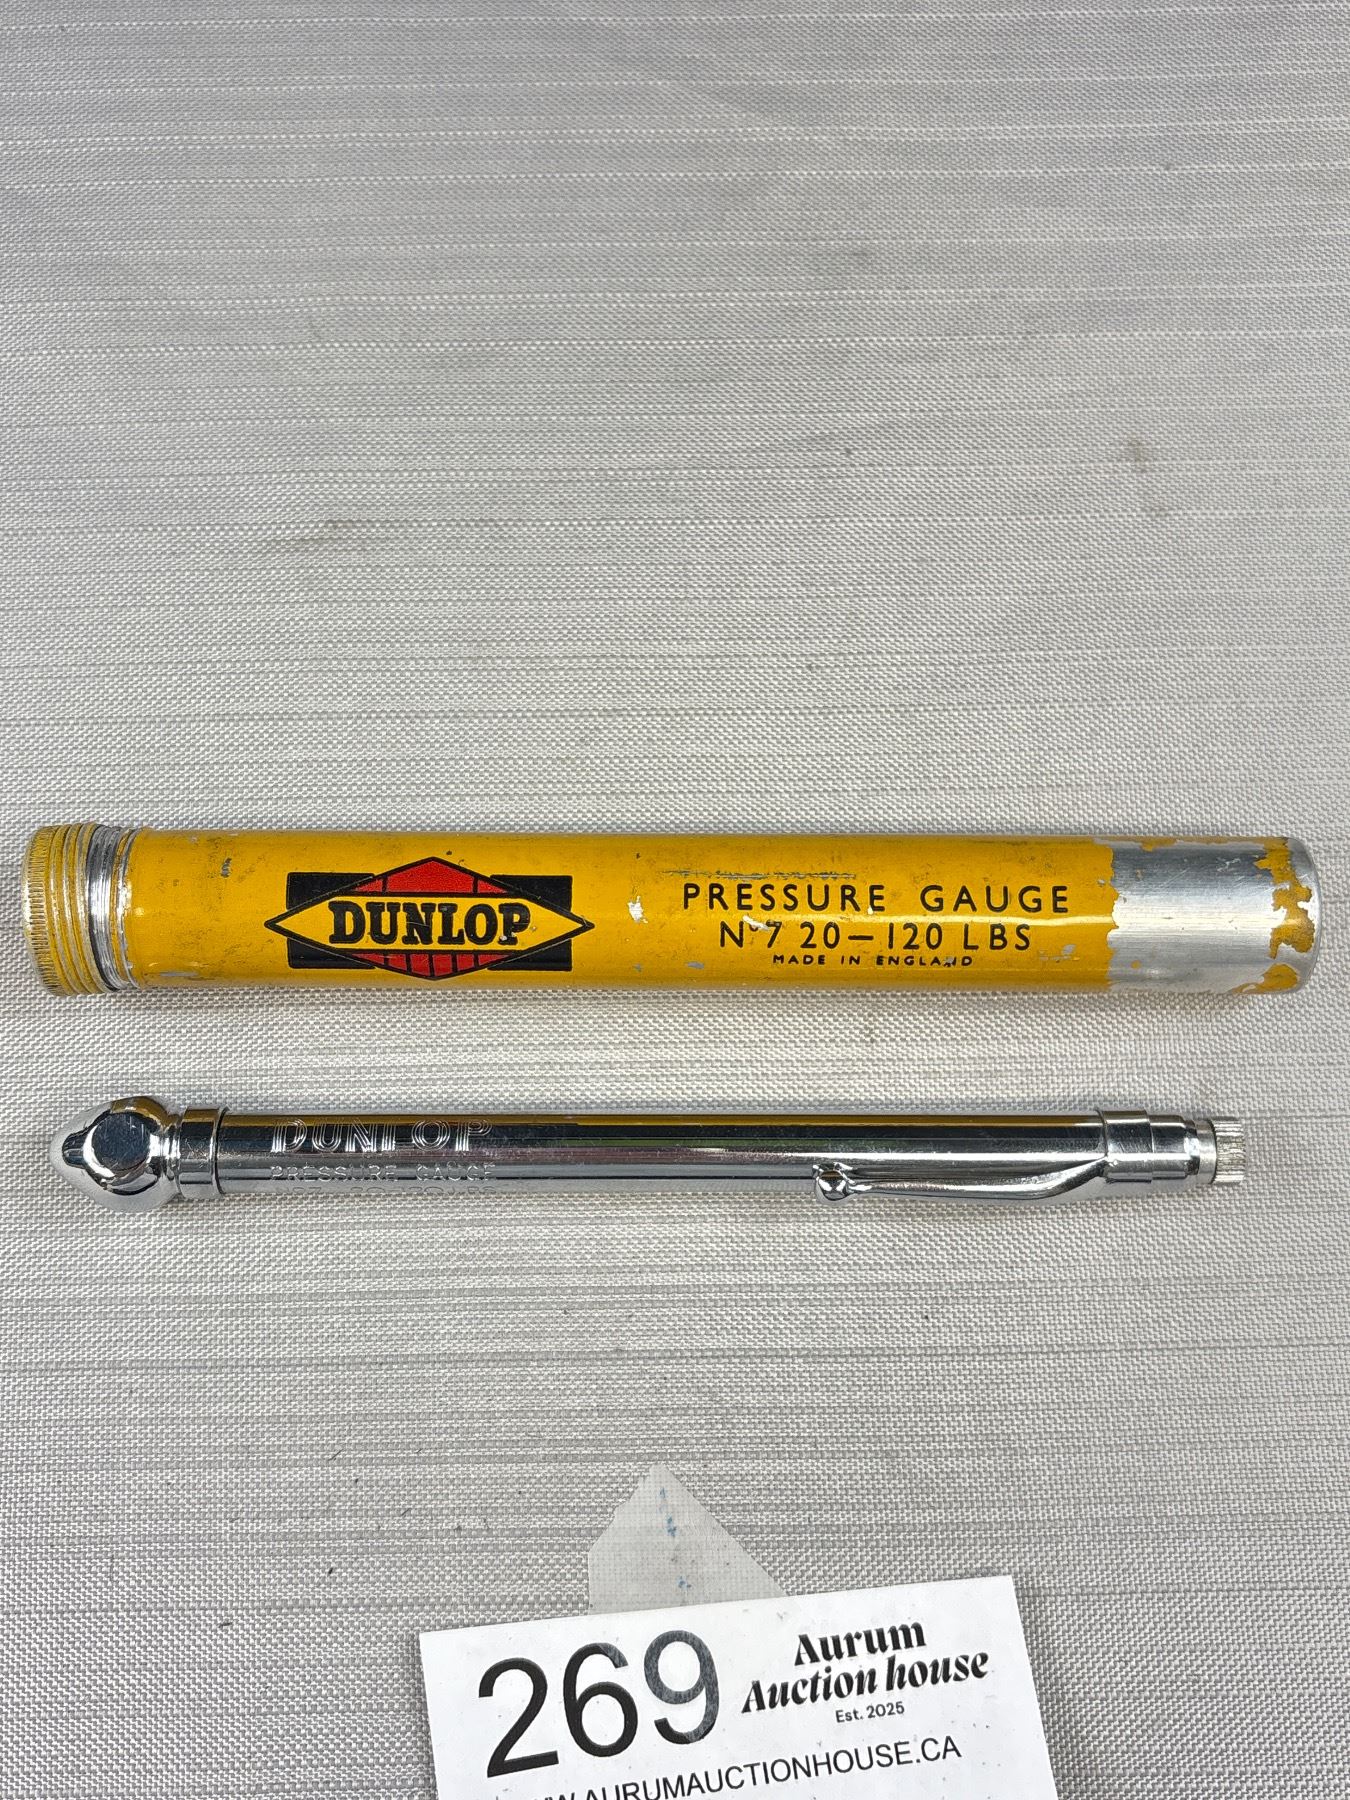 DUNLOP
PRESSURE GAUGE
Nº7 20–120 LBS
MADE IN ENGLAND
DUNLOP
PRESSURE GAUGE
269
Aurum
Auction house
Est. 2025
WWW.AURUMAUCTIONHOUSE.CA